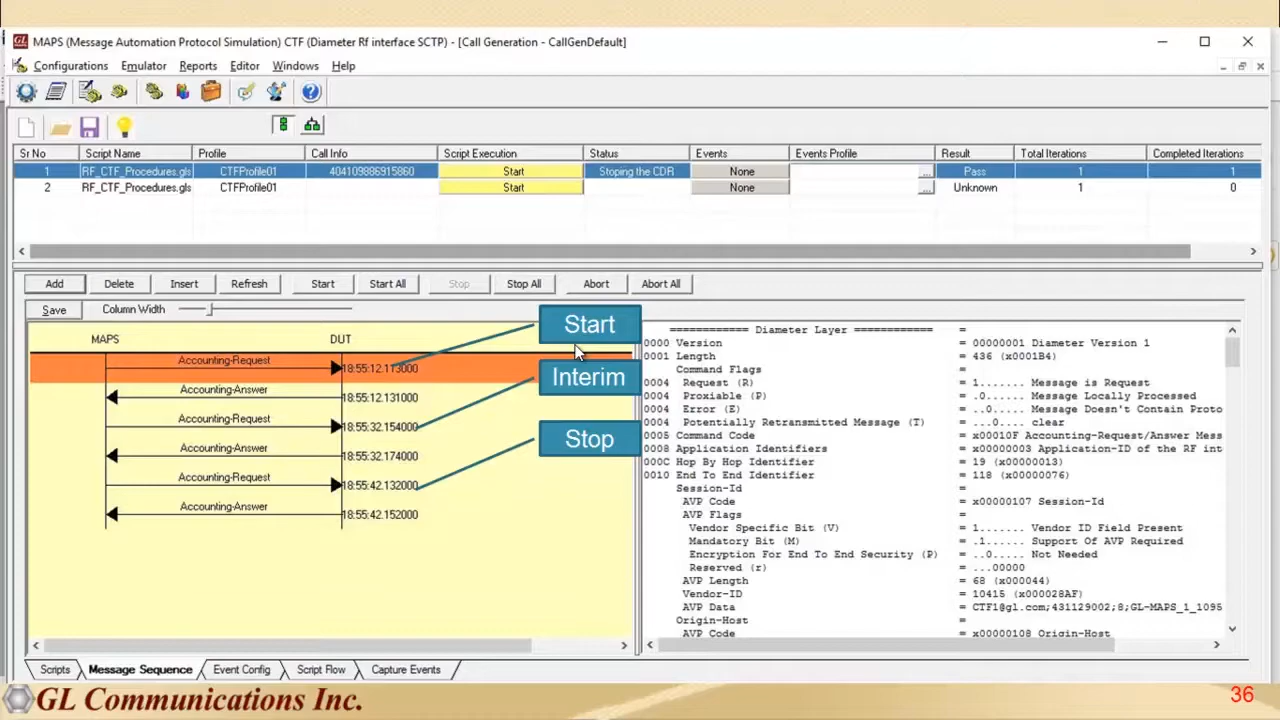 MAPS (Message Automation Protocol Simulation) CTF (Diameter Rf interface SCTP) - [Call Generation - CallGenDefault]
Configurations Emulator Reports Editor Windows Help
Sr No Script Name Profile Call Info Script Execution Status Events Events Profile Result Total Iterations Completed Iterations
1 RF_CTF_Procedures.gls CTFProfile01 404109886915860 Start Stoping the CDR None ... Pass 1 1
2 RF_CTF_Procedures.gls CTFProfile01 Start None ... Unknown 1 0
Add Delete Insert Refresh Start Start All Stop Stop All Abort Abort All
Save Column Width
MAPS DUT
Accounting-Request 18:55:12.113000
Accounting-Answer 18:55:12.131000
Accounting-Request 18:55:32.154000
Accounting-Answer 18:55:32.174000
Accounting-Request 18:55:42.132000
Accounting-Answer 18:55:42.152000
Start
Interim
Stop
============ Diameter Layer ============ =
0000 Version = 00000001 Diameter Version 1
0001 Length = 436 (x0001B4)
Command Flags =
0004 Request (R) = 1....... Message is Request
0004 Proxiable (P) = .0...... Message Locally Processed
0004 Error (E) = ..0..... Message Doesn't Contain Proto
0004 Potentially Retransmitted Message (T) = ...0.... clear
0005 Command Code = x00010F Accounting-Request/Answer Mess
0008 Application Identifiers = x00000003 Application-ID of the RF int
000C Hop By Hop Identifier = 19 (x00000013)
0010 End To End Identifier = 118 (x00000076)
Session-Id =
AVP Code = x00000107 Session-Id
AVP Flags =
Vendor Specific Bit (V) = 1....... Vendor ID Field Present
Mandatory Bit (M) = .1...... Support Of AVP Required
Encryption For End To End Security (P) = ..0..... Not Needed
Reserved (r) = ...00000
AVP Length = 68 (x000044)
Vendor-ID = 10415 (x000028AF)
AVP Data = CTF1@gl.com;431129002;8;GL-MAPS_1_1095
Origin-Host =
AVP Code = x00000108 Origin-Host
Scripts Message Sequence Event Config Script Flow Capture Events
GL Communications Inc.
36